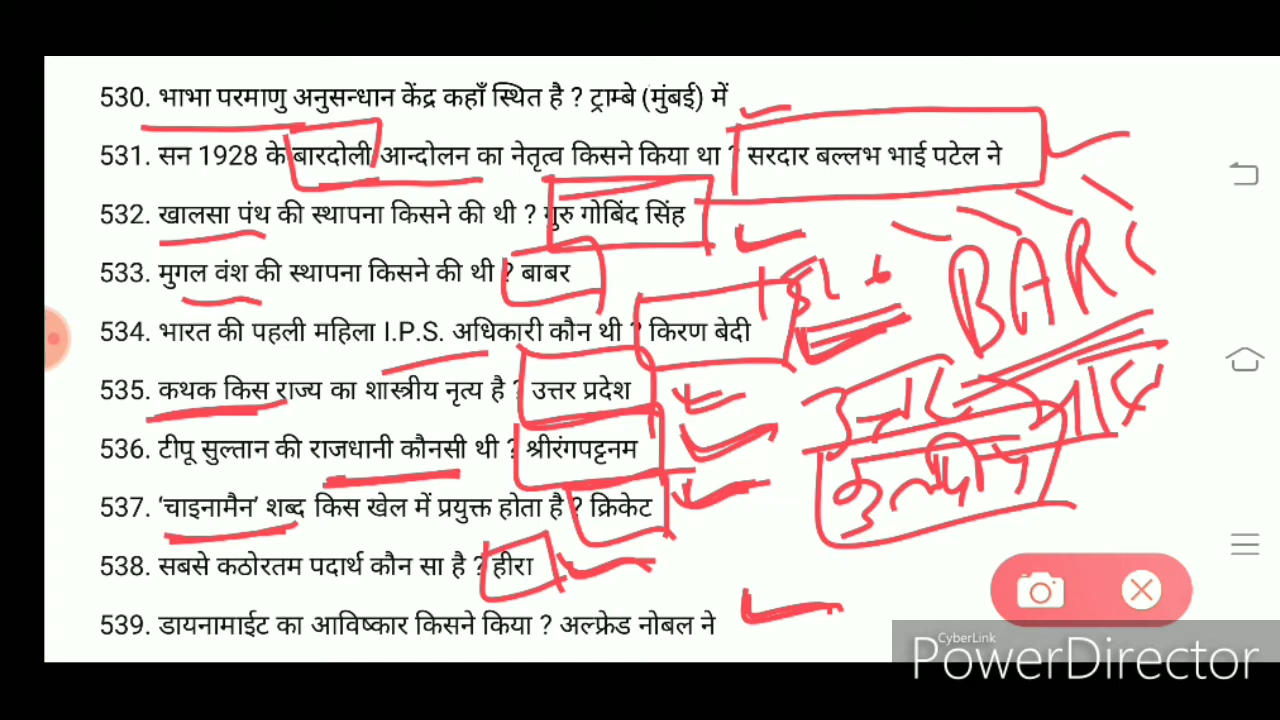 530. भाभा परमाणु अनुसन्धान केंद्र कहाँ स्थित है ? ट्राम्बे (मुंबई) में
531. सन 1928 के बारदोली आन्दोलन का नेतृत्व किसने किया था ? सरदार बल्लभ भाई पटेल ने
532. खालसा पंथ की स्थापना किसने की थी ? गुरु गोबिंद सिंह
533. मुगल वंश की स्थापना किसने की थी ? बाबर
534. भारत की पहली महिला I.P.S. अधिकारी कौन थी ? किरण बेदी
535. कथक किस राज्य का शास्त्रीय नृत्य है ? उत्तर प्रदेश
536. टीपू सुल्तान की राजधानी कौनसी थी ? श्रीरंगपट्टनम
537. ‘चाइनामैन’ शब्द किस खेल में प्रयुक्त होता है ? क्रिकेट
538. सबसे कठोरतम पदार्थ कौन सा है ? हीरा
539. डायनामाईट का आविष्कार किसने किया ? अल्फ्रेड नोबल ने
BARC
कुलदीप
CyberLink
PowerDirector